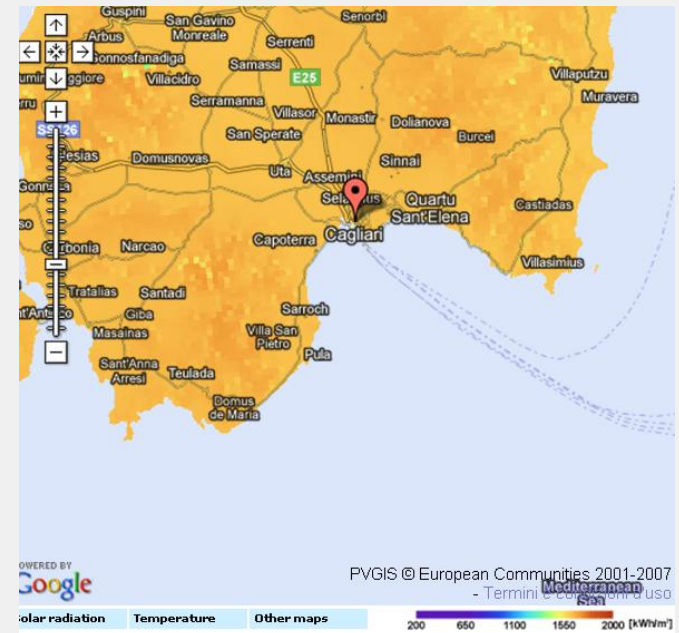 Guspini
San Gavino
Monreale
Senorbì
Arbus
Serrenti
Gonnosfanadiga
Samassi
Villacidro
E25
Villaputzu
Serramanna
Muravera
SS126
Villasor
Monastir
Dolianova
San Sperate
Burcei
Domusnovas
Sinnai
Uta
Assemini
Quartu
Sant'Elena
Castiadas
Capoterra
Cagliari
Narcao
Villasimius
Tratalias
Santadi
Giba
Sarroch
Masainas
Villa San
Pietro
Pula
Sant'Anna
Arresi
Teulada
Domus
de Maria
POWERED BY
Google
PVGIS © European Communities 2001-2007
Mediterranean
Sea
- Termini e condizioni d'uso
Solar radiation Temperature Other maps
200 650 1100 1550 2000 [kWh/m²]